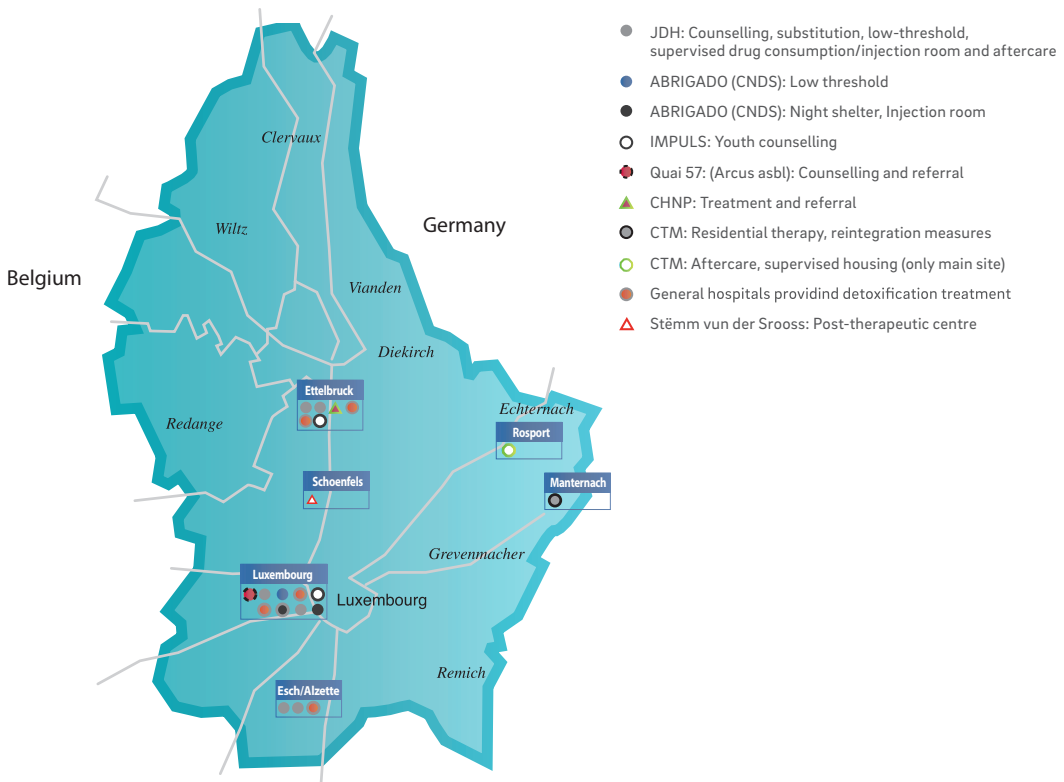 JDH: Counselling, substitution, low-threshold,
supervised drug consumption/injection room and aftercare
ABRIGADO (CNDS): Low threshold
ABRIGADO (CNDS): Night shelter, Injection room
IMPULS: Youth counselling
Quai 57: (Arcus asbl): Counselling and referral
CHNP: Treatment and referral
CTM: Residential therapy, reintegration measures
CTM: Aftercare, supervised housing (only main site)
General hospitals providind detoxification treatment
Stëmm vun der Srooss: Post-therapeutic centre
Clervaux
Germany
Wiltz
Belgium
Vianden
Diekirch
Ettelbruck
Echternach
Redange
Rosport
Schoenfels
Manternach
Grevenmacher
Luxembourg
Luxembourg
Remich
Esch/Alzette